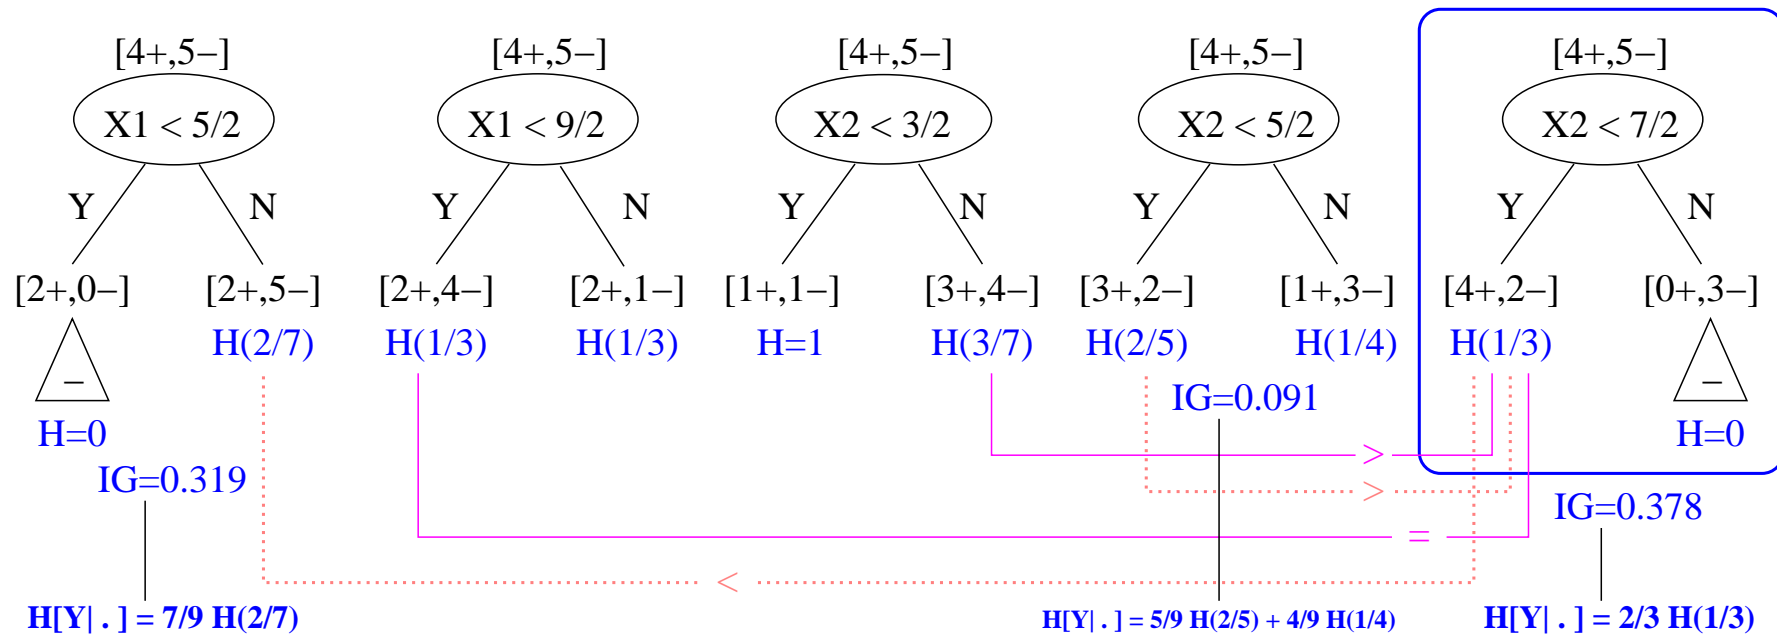 [4+,5−] [4+,5−] [4+,5−] [4+,5−] [4+,5−]
X1 < 5/2 X1 < 9/2 X2 < 3/2 X2 < 5/2 X2 < 7/2
Y N Y N Y N Y N Y N
[2+,0−] [2+,5−] [2+,4−] [2+,1−] [1+,1−] [3+,4−] [3+,2−] [1+,3−] [4+,2−] [0+,3−]
H(2/7) H(1/3) H(1/3) H=1 H(3/7) H(2/5) H(1/4) H(1/3)
− −
IG=0.091
H=0 H=0
>
IG=0.319
>
IG=0.378
=
<
H[Y| . ] = 7/9 H(2/7) H[Y| . ] = 5/9 H(2/5) + 4/9 H(1/4) H[Y| . ] = 2/3 H(1/3)